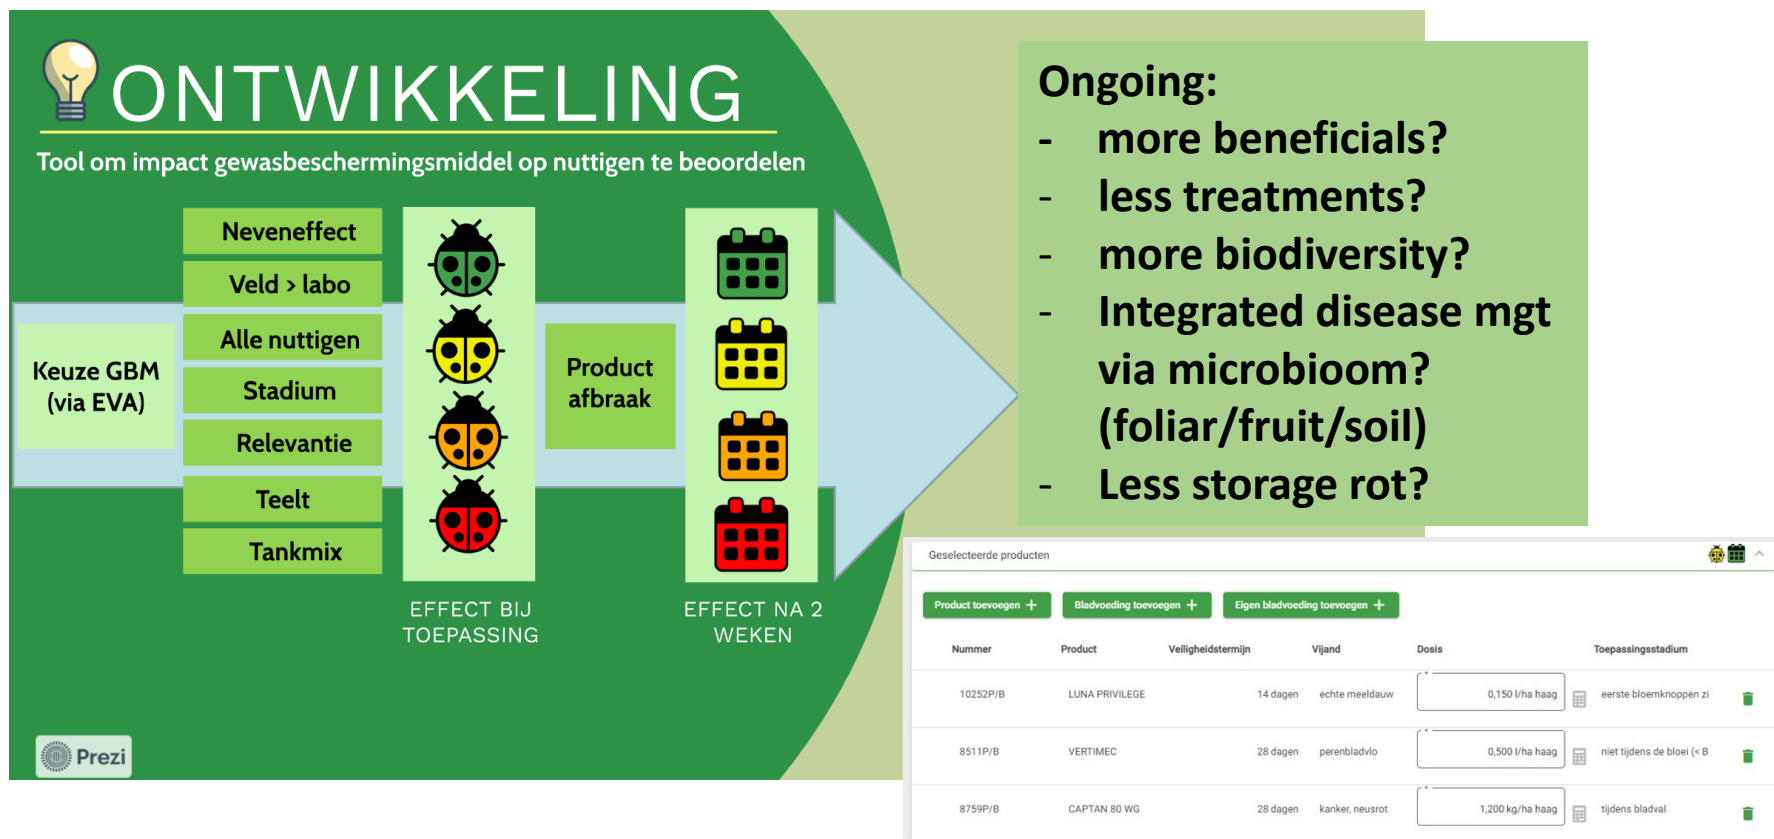 ONTWIKKELING
Tool om impact gewasbeschermingsmiddel op nuttigen te beoordelen
Keuze GBM
(via EVA)
Neveneffect
Veld > labo
Alle nuttigen
Stadium
Relevantie
Teelt
Tankmix
EFFECT BIJ
TOEPASSING
Product
afbraak
EFFECT NA 2
WEKEN
Prezi
Ongoing:
- more beneficials?
- less treatments?
- more biodiversity?
- Integrated disease mgt
via microbioom?
(foliar/fruit/soil)
- Less storage rot?
Geselecteerde producten
Product toevoegen + Bladvoeding toevoegen + Eigen bladvoeding toevoegen +
Nummer Product Veiligheidstermijn Vijand Dosis Toepassingsstadium
10252P/B LUNA PRIVILEGE 14 dagen echte meeldauw 0,150 l/ha haag eerste bloemknoppen zi
8511P/B VERTIMEC 28 dagen perenbladvlo 0,500 l/ha haag niet tijdens de bloei (< B
8759P/B CAPTAN 80 WG 28 dagen kanker, neusrot 1,200 kg/ha haag tijdens bladval